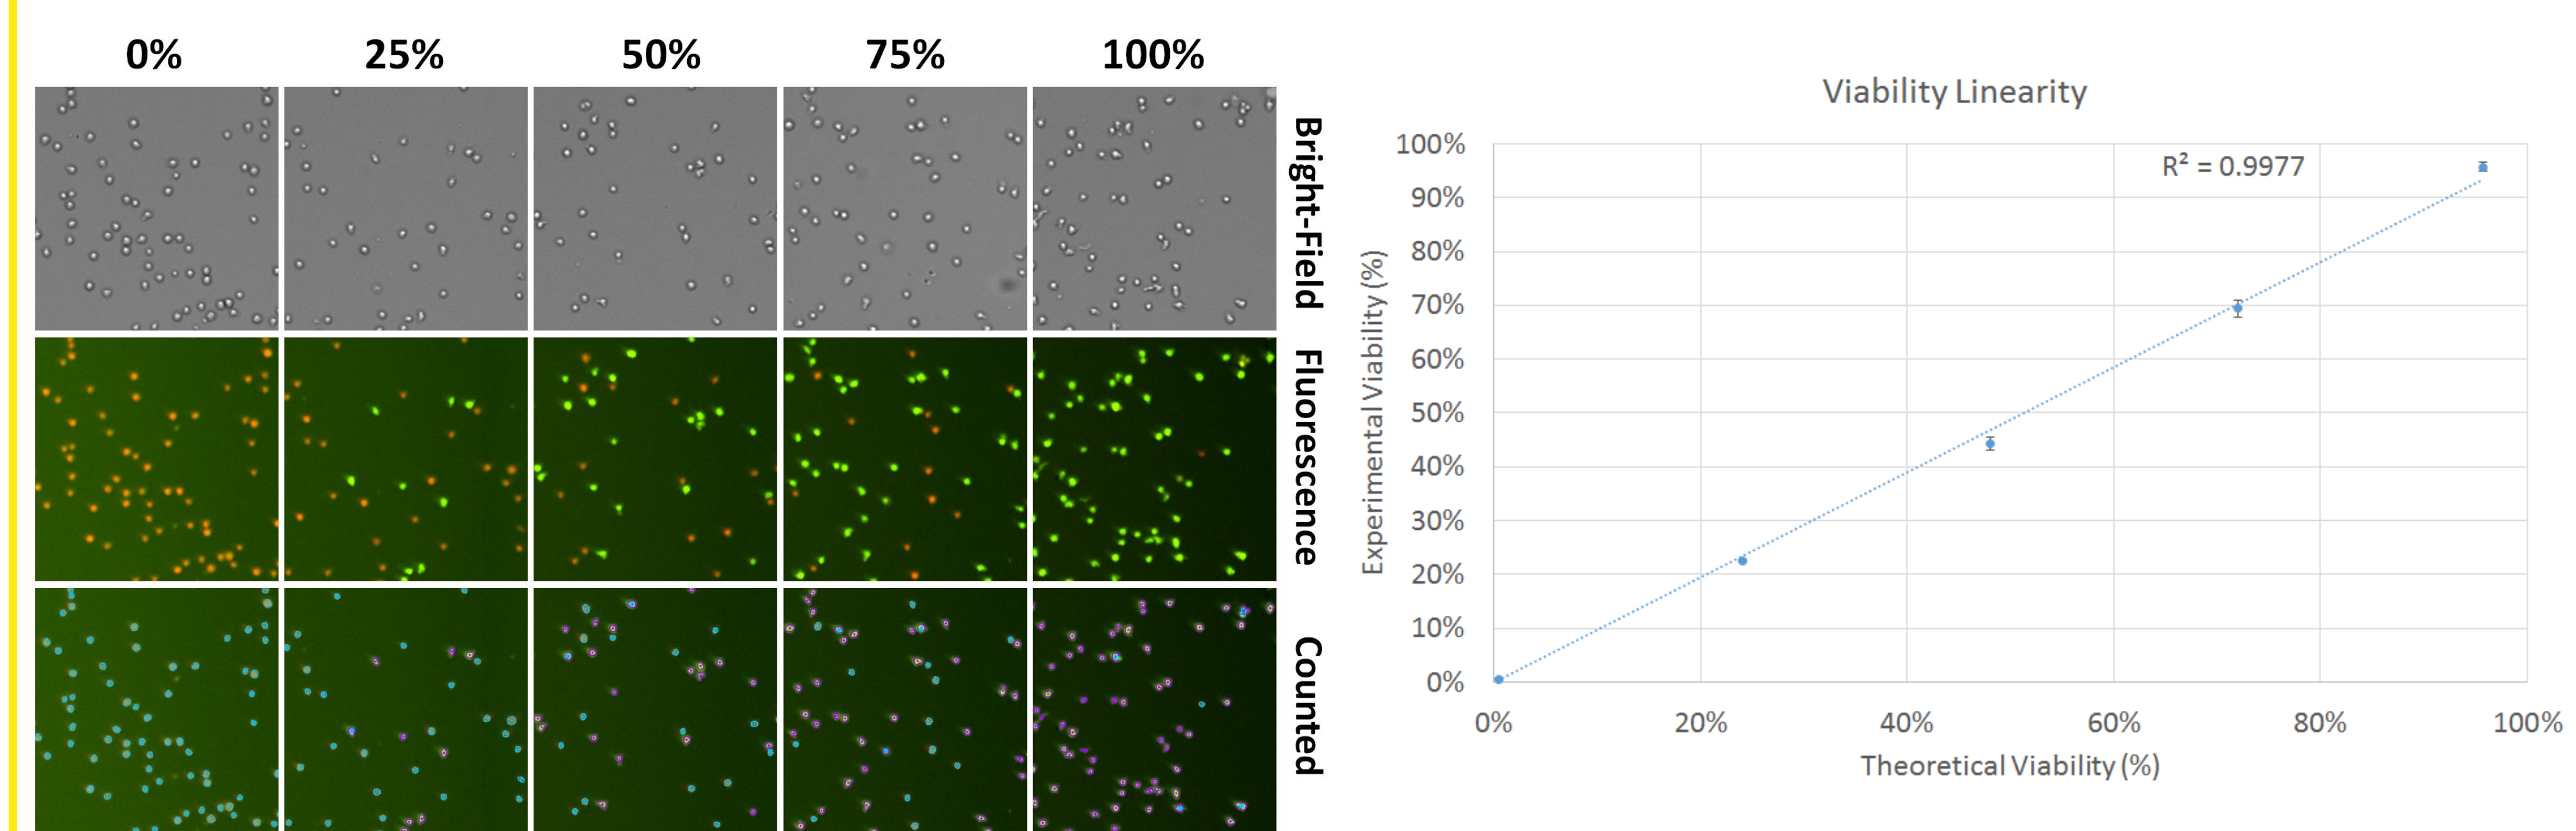 0% 25% 50% 75% 100%
Bright-Field
Fluorescence
Counted
Viability Linearity
R² = 0.9977
Experimental Viability (%)
100%
90%
80%
70%
60%
50%
40%
30%
20%
10%
0%
0% 20% 40% 60% 80% 100%
Theoretical Viability (%)